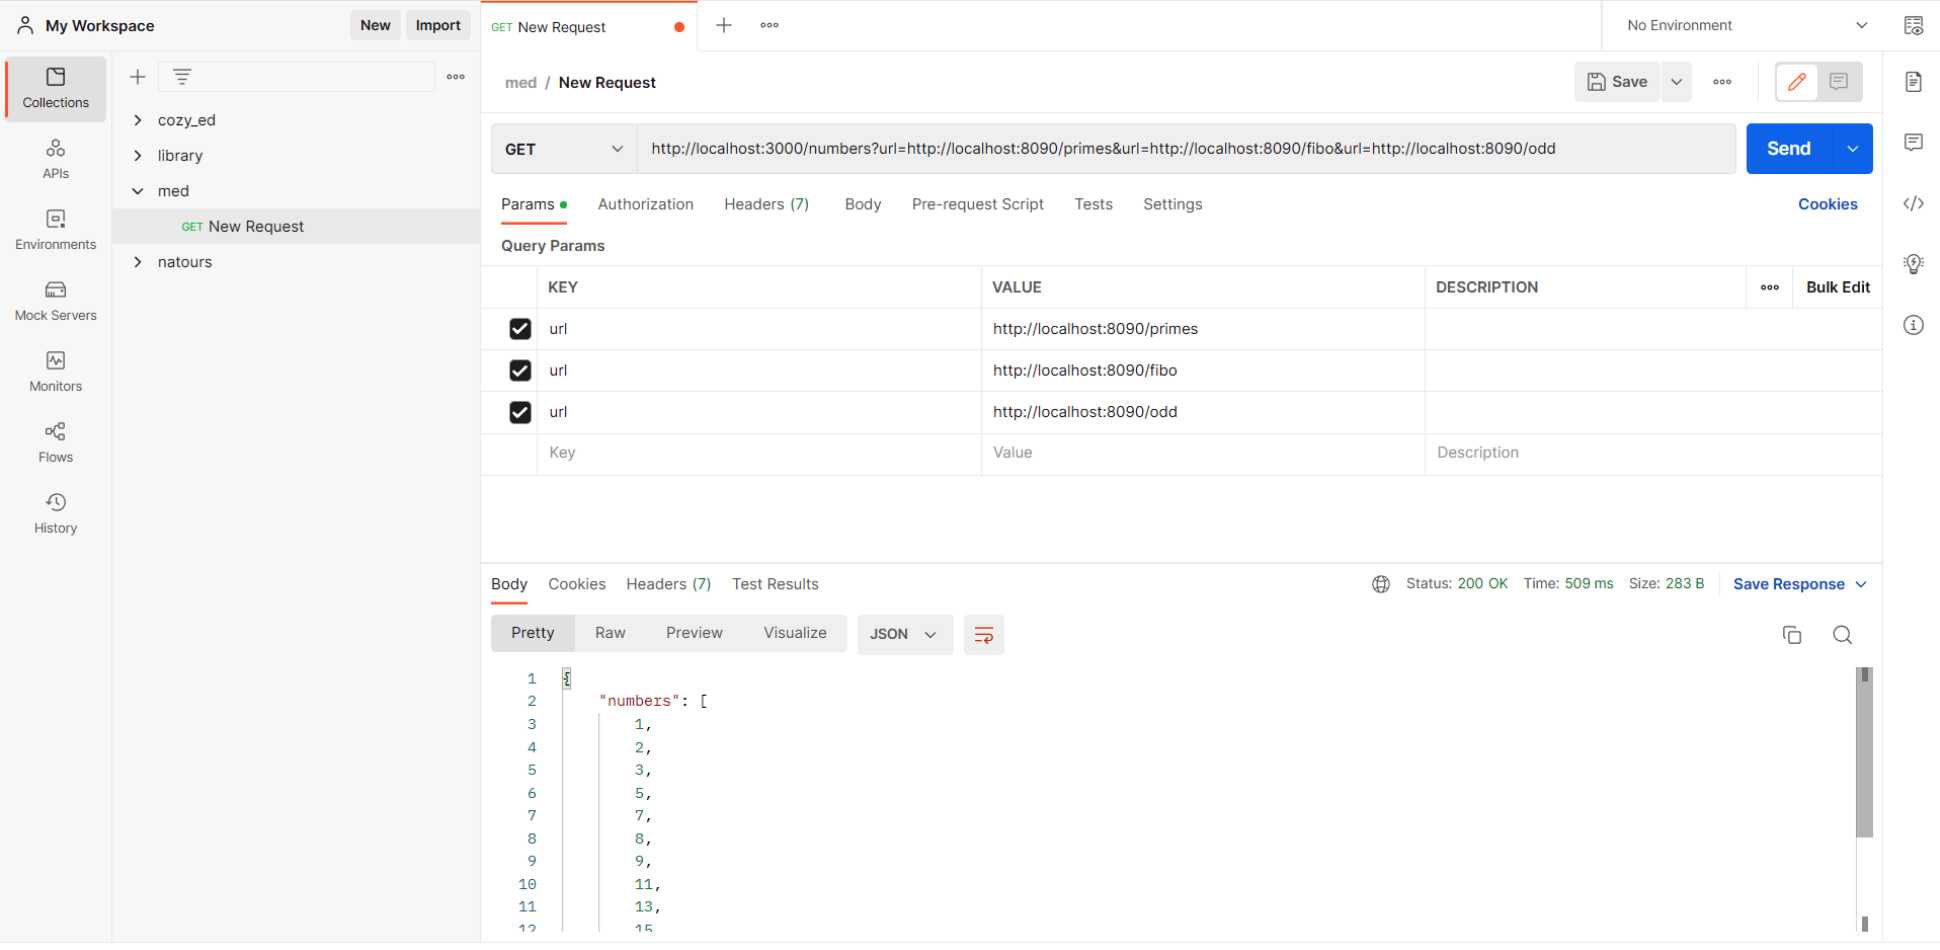 My Workspace
New
Import
GET New Request
No Environment
Collections
APIs
Environments
Mock Servers
Monitors
Flows
History
cozy_ed
library
med
GET New Request
natours
med / New Request
Save
GET
http://localhost:3000/numbers?url=http://localhost:8090/primes&url=http://localhost:8090/fibo&url=http://localhost:8090/odd
Send
Params Authorization Headers (7) Body Pre-request Script Tests Settings Cookies
Query Params
KEY VALUE DESCRIPTION Bulk Edit
url http://localhost:8090/primes
url http://localhost:8090/fibo
url http://localhost:8090/odd
Key Value Description
Body Cookies Headers (7) Test Results Status: 200 OK Time: 509 ms Size: 283 B Save Response
Pretty Raw Preview Visualize JSON
1 {
2 "numbers": [
3 1,
4 2,
5 3,
6 5,
7 7,
8 8,
9 9,
10 11,
11 13,
12 15